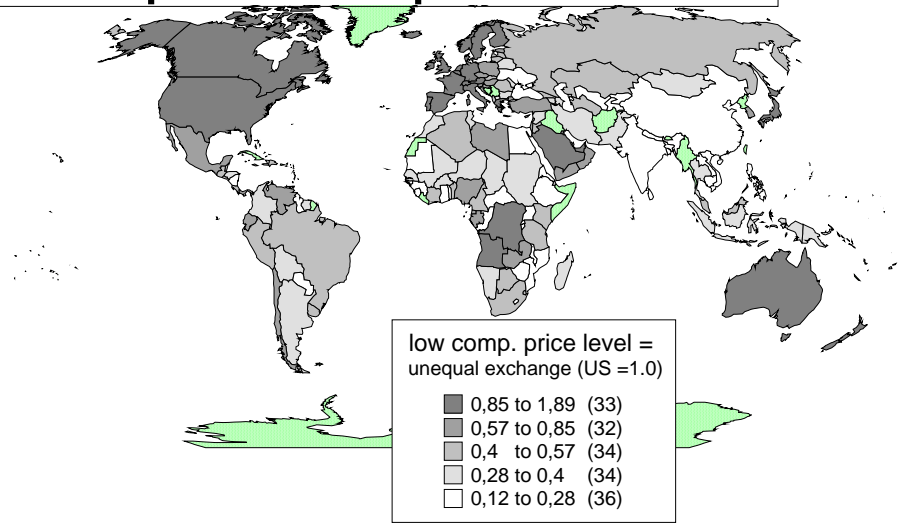 low comp. price level =
unequal exchange (US =1.0)
0,85 to 1,89 (33)
0,57 to 0,85 (32)
0,4 to 0,57 (34)
0,28 to 0,4 (34)
0,12 to 0,28 (36)